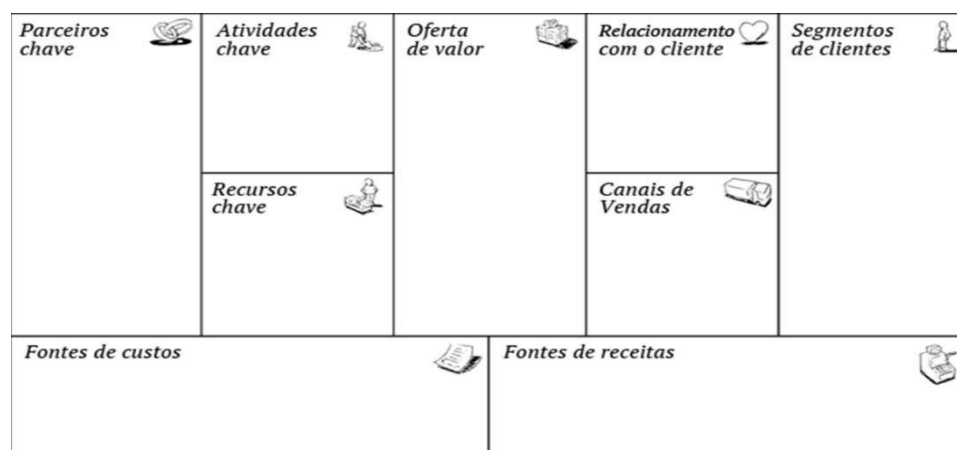 Parceiros
chave
Atividades
chave
Oferta
de valor
Relacionamento
com o cliente
Segmentos
de clientes
Recursos
chave
Canais de
Vendas
Fontes de custos
Fontes de receitas